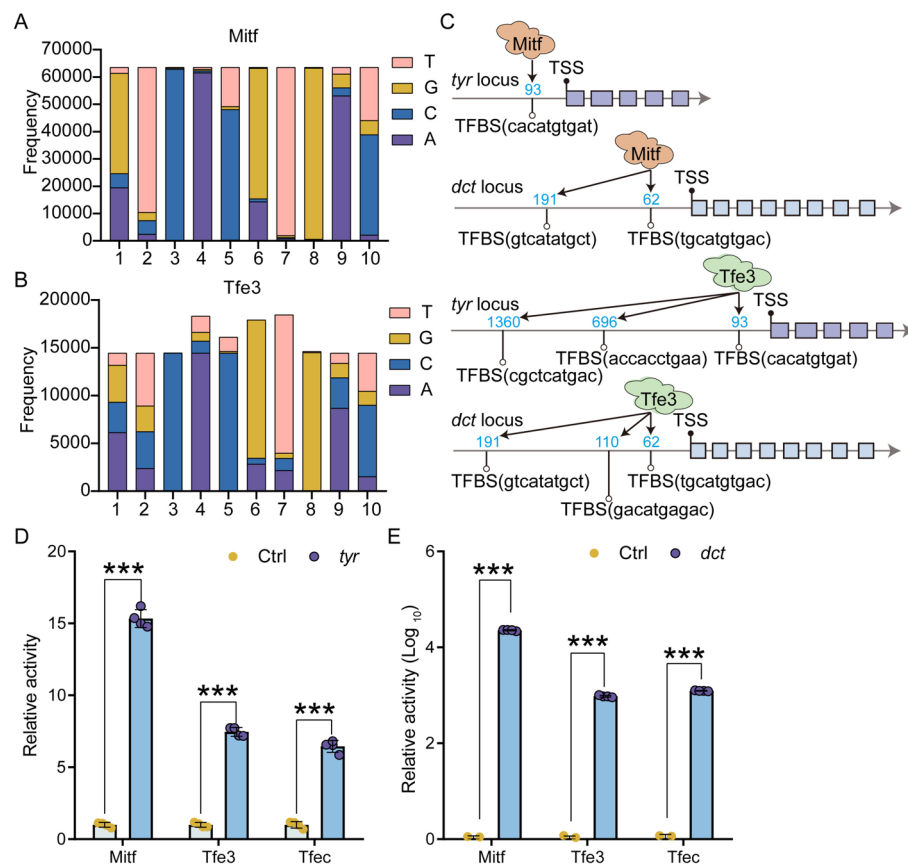 A
Mitf
Frequency
70000
60000
50000
40000
30000
20000
10000
0
1 2 3 4 5 6 7 8 9 10
T
G
C
A
B
Tfe3
Frequency
20000
15000
10000
5000
0
1 2 3 4 5 6 7 8 9 10
T
G
C
A
C
Mitf
tyr locus
93
TSS
TFBS(cacatgtgat)
Mitf
dct locus
191
62
TSS
TFBS(gtcatatgct)
TFBS(tgcatgtgac)
Tfe3
tyr locus
1360
696
93
TSS
TFBS(accacctgaa)
TFBS(cacatgtgat)
TFBS(cgctcatgac)
Tfe3
dct locus
191
110
62
TSS
TFBS(gtcatatgct)
TFBS(tgcatgtgac)
TFBS(gacatgagac)
D
Ctrl tyr
Relative activity
20
15
10
5
0
***
***
***
Mitf Tfe3 Tfec
E
Ctrl dct
Relative activity (Log 10)
6
4
2
0
***
***
***
Mitf Tfe3 Tfec